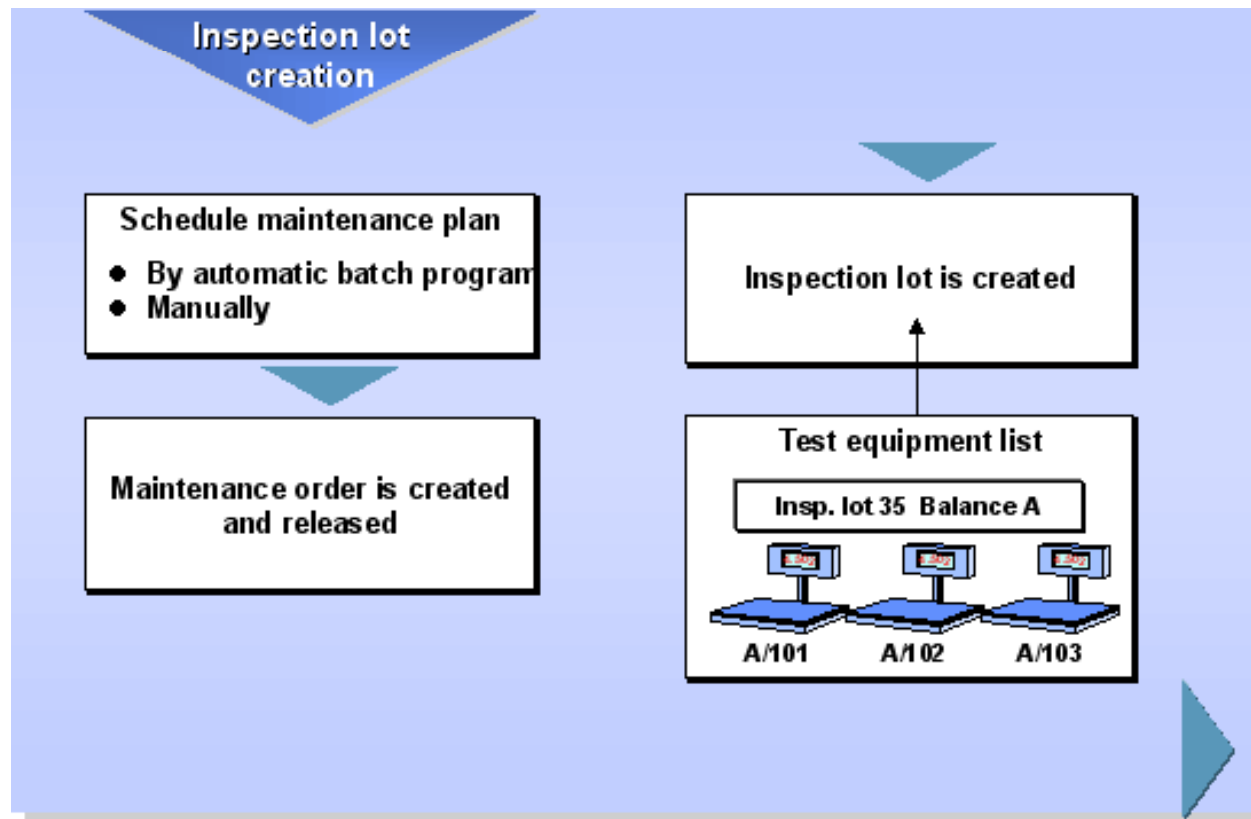 Inspection lot
creation
Schedule maintenance plan
● By automatic batch program
● Manually
Maintenance order is created
and released
Inspection lot is created
Test equipment list
Insp. lot 35 Balance A
A/101 A/102 A/103